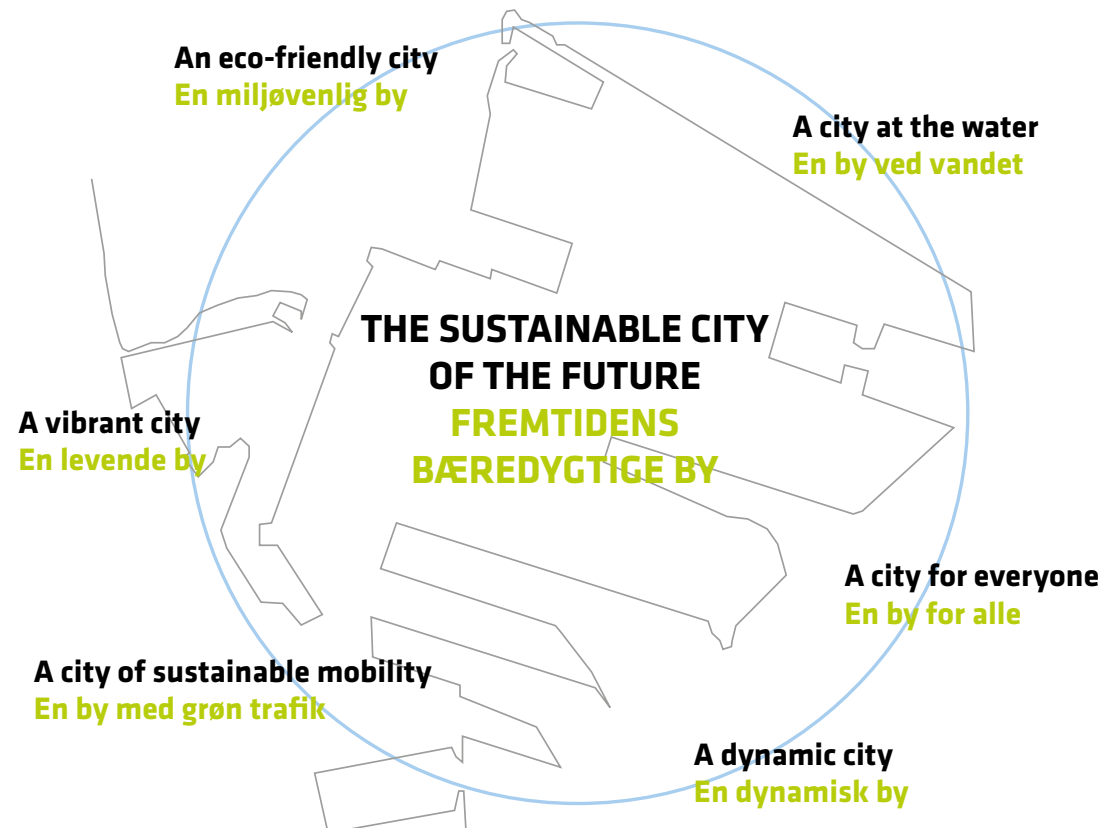 An eco-friendly city
En miljøvenlig by
A city at the water
En by ved vandet
THE SUSTAINABLE CITY
OF THE FUTURE
FREMTIDENS
BÆREDYGTIGE BY
A vibrant city
En levende by
A city for everyone
En by for alle
A city of sustainable mobility
En by med grøn trafik
A dynamic city
En dynamisk by